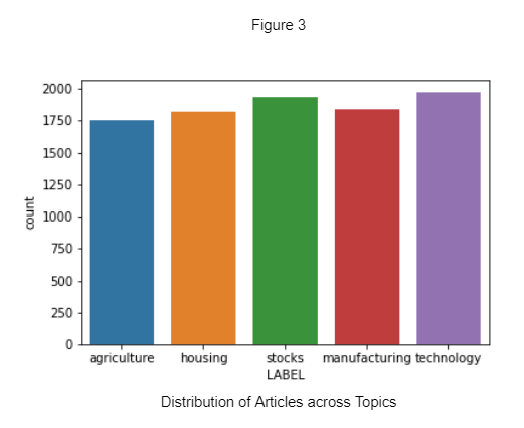 Figure 3
2000
1750
1500
1250
1000
750
500
250
0
count
agriculture housing stocks manufacturing technology
LABEL
Distribution of Articles across Topics